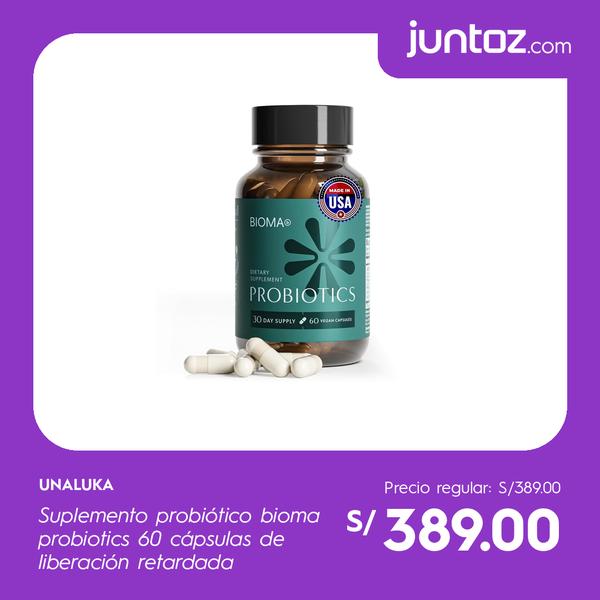 juntoz.com
MADE IN
USA
BIOMA
DIETARY
SUPPLEMENT
PROBIOTICS
30 DAY SUPPLY 60 VEGAN CAPSULES
UNALUKA
Suplemento probiótico bioma
probiotics 60 cápsulas de
liberación retardada
Precio regular: S/389.00
S/ 389.00